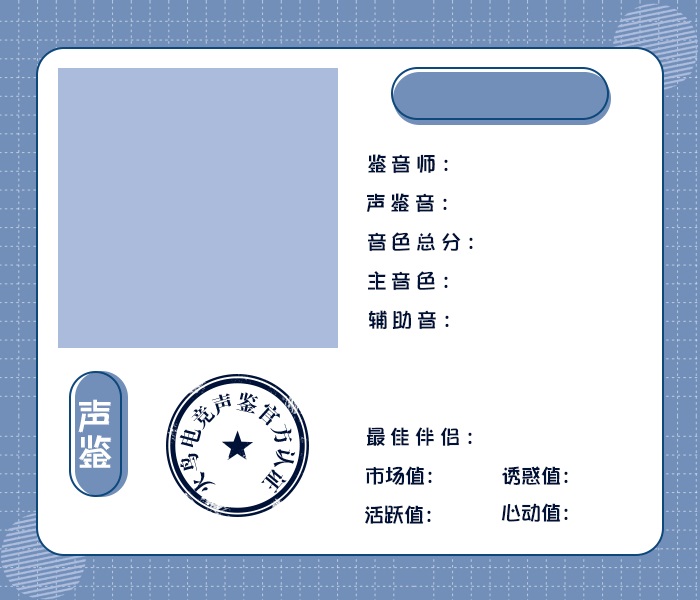 鉴音师：
声鉴音：
音色总分：
主音色：
辅助音：
声鉴
火鸟电竞声鉴官方认证
最佳伴侣：
市场值： 诱惑值：
活跃值： 心动值：